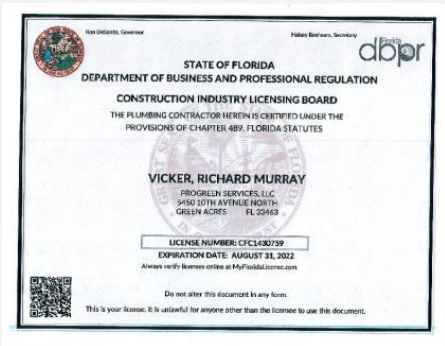 Ron DeSantis, Governor
Halsey Beshears, Secretary
Florida
dbpr
STATE OF FLORIDA
DEPARTMENT OF BUSINESS AND PROFESSIONAL REGULATION
CONSTRUCTION INDUSTRY LICENSING BOARD
THE PLUMBING CONTRACTOR HEREIN IS CERTIFIED UNDER THE
PROVISIONS OF CHAPTER 489, FLORIDA STATUTES
VICKER, RICHARD MURRAY
PROGREEN SERVICES, LLC
5450 10TH AVENUE NORTH
GREEN ACRES FL 33463
LICENSE NUMBER: CFC1430759
EXPIRATION DATE: AUGUST 31, 2022
Always verify licenses online at MyFloridaLicense.com
Do not alter this document in any form.
This is your license. It is unlawful for anyone other than the licensee to use this document.